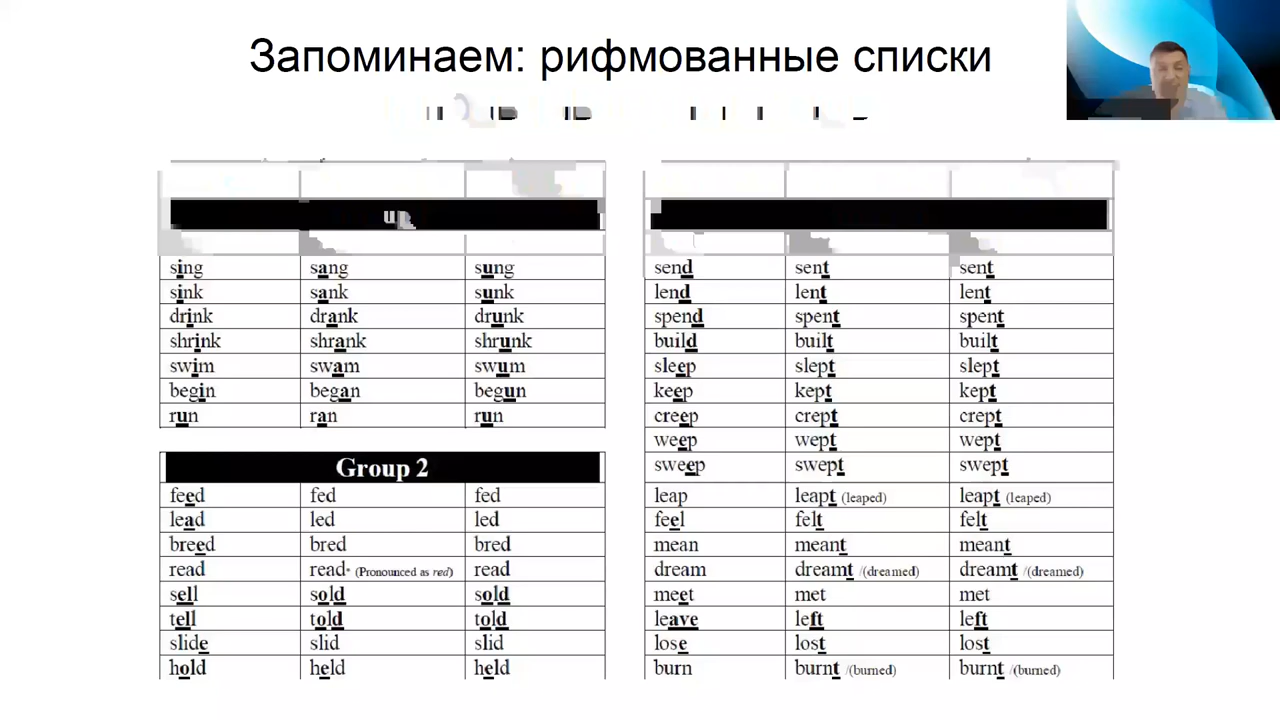 Запоминаем: рифмованные списки
sing sang sung
sink sank sunk
drink drank drunk
shrink shrank shrunk
swim swam swum
begin began begun
run ran run
Group 2
feed fed fed
lead led led
breed bred bred
read read* (Pronounced as red) read
sell sold sold
tell told told
slide slid slid
hold held held
send sent sent
lend lent lent
spend spent spent
build built built
sleep slept slept
keep kept kept
creep crept crept
weep wept wept
sweep swept swept
leap leapt (leaped) leapt (leaped)
feel felt felt
mean meant meant
dream dreamt /(dreamed) dreamt /(dreamed)
meet met met
leave left left
lose lost lost
burn burnt /(burned) burnt /(burned)